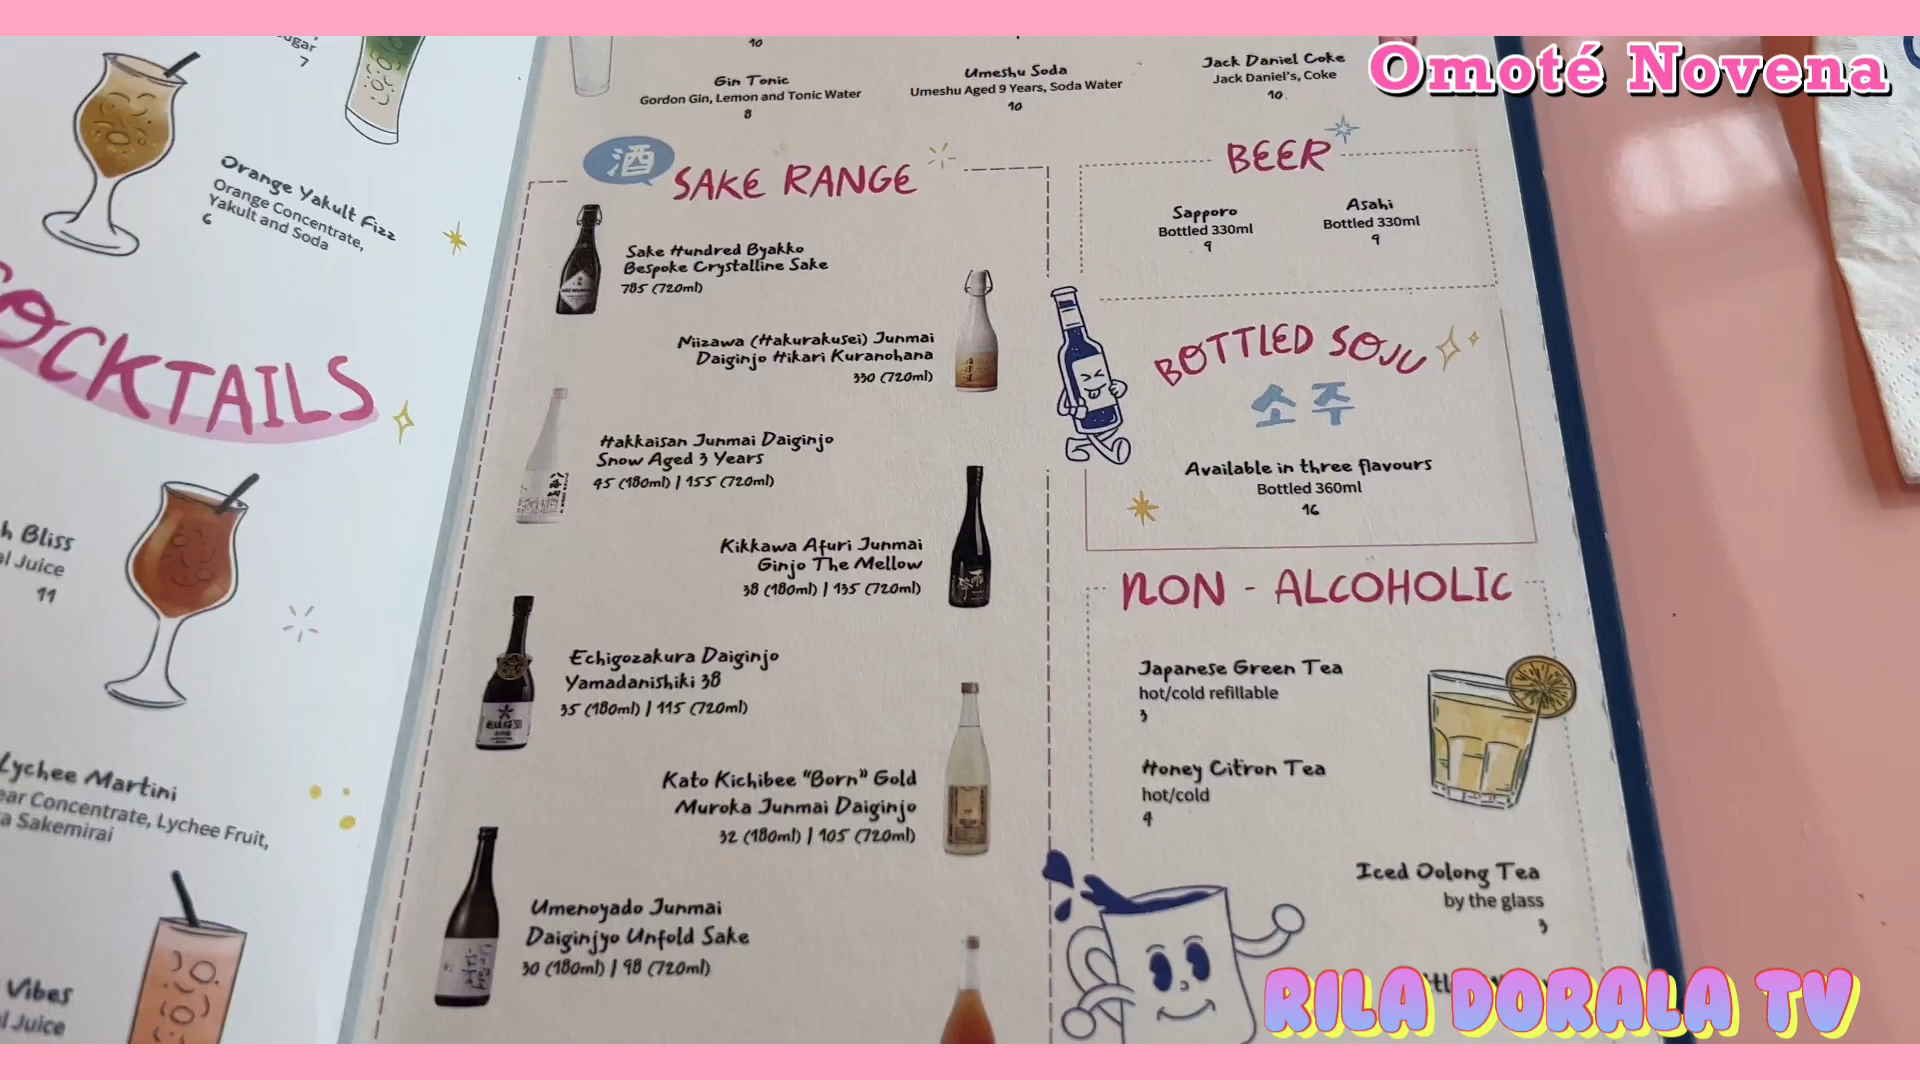 Omoté Novena
ugar
7
Orange Yakult Fizz
Orange Concentrate,
Yakult and Soda
6
OCKTAILS
h Bliss
al Juice
11
Lychee Martini
ear Concentrate, Lychee Fruit,
a Sakemirai
Vibes
l Juice
10
Gin Tonic
Gordon Gin, Lemon and Tonic Water
8
Umeshu Soda
Umeshu Aged 9 Years, Soda Water
10
Jack Daniel Coke
Jack Daniel's, Coke
10
酒
SAKE RANGE
Sake Hundred Byakko
Bespoke Crystalline Sake
785 (720ml)
Niizawa (Hakurakusei) Junmai
Daiginjo Hikari Kuranohana
330 (720ml)
Hakkaisan Junmai Daiginjo
Snow Aged 3 Years
45 (180ml) | 155 (720ml)
Kikkawa Afuri Junmai
Ginjo The Mellow
38 (180ml) | 135 (720ml)
Echigozakura Daiginjo
Yamadanishiki 38
35 (180ml) | 115 (720ml)
Kato Kichibee "Born" Gold
Muroka Junmai Daiginjo
32 (180ml) | 105 (720ml)
Umenoyado Junmai
Daiginjyo Unfold Sake
30 (180ml) | 98 (720ml)
BEER
Sapporo
Bottled 330ml
9
Asahi
Bottled 330ml
9
BOTTLED SOJU
소주
Available in three flavours
Bottled 360ml
16
NON - ALCOHOLIC
Japanese Green Tea
hot/cold refillable
3
Honey Citron Tea
hot/cold
4
Iced Oolong Tea
by the glass
3
RILA DORALA TV